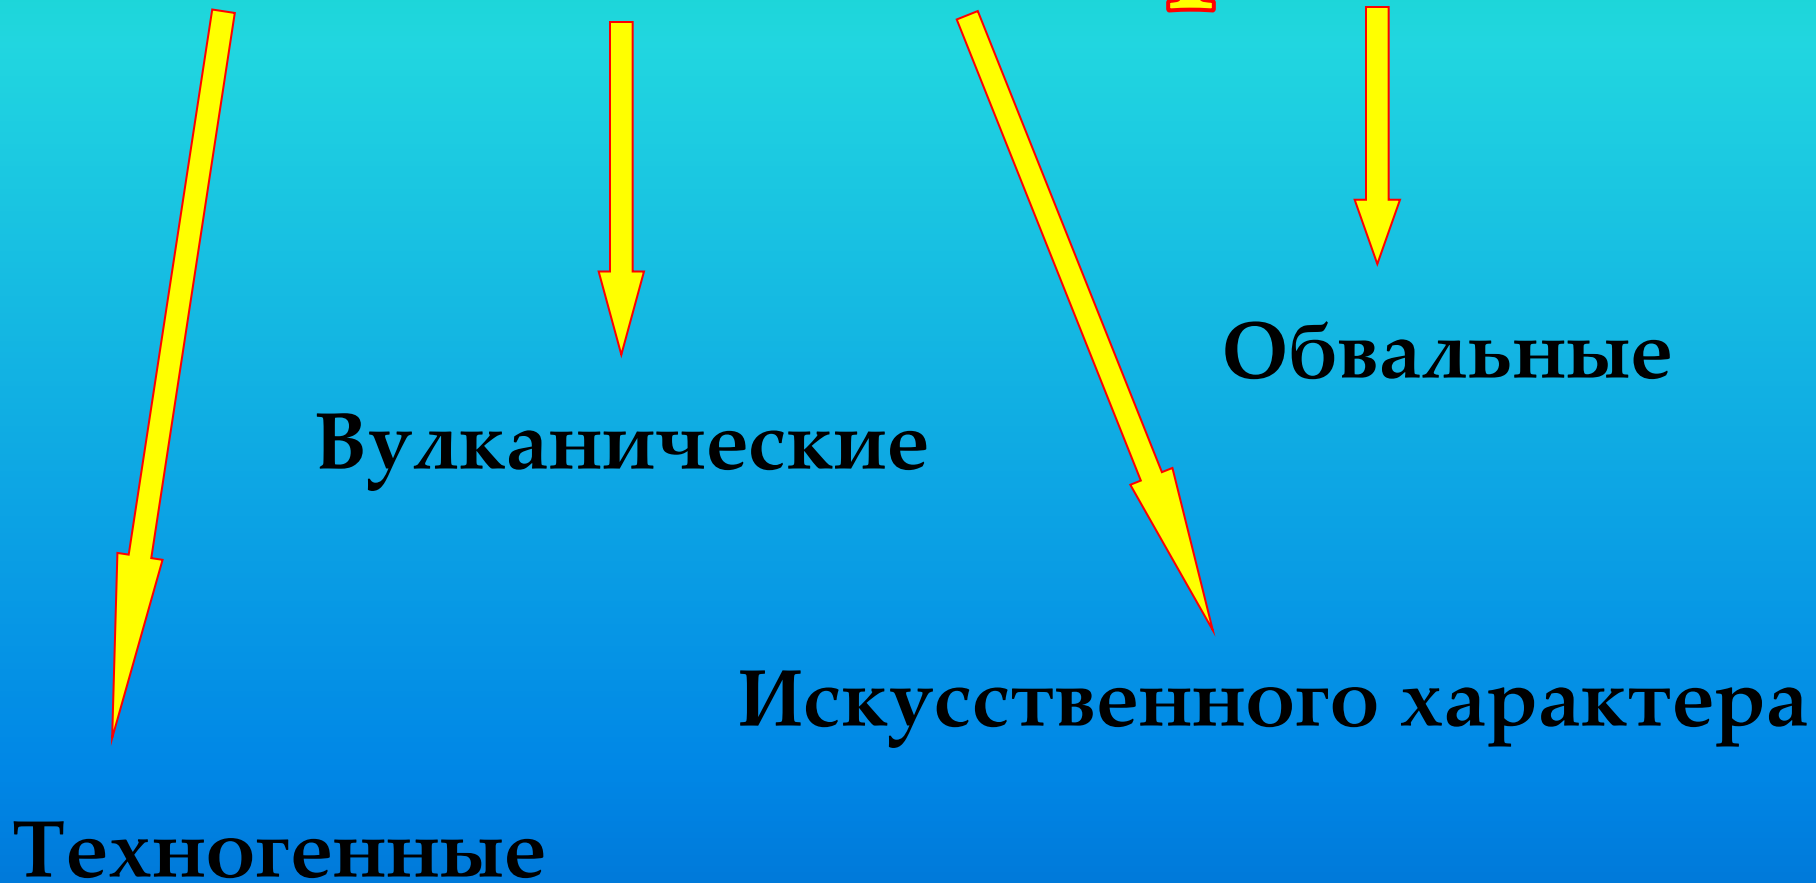 Обвальные
Вулканические
Искусственного характера
Техногенные